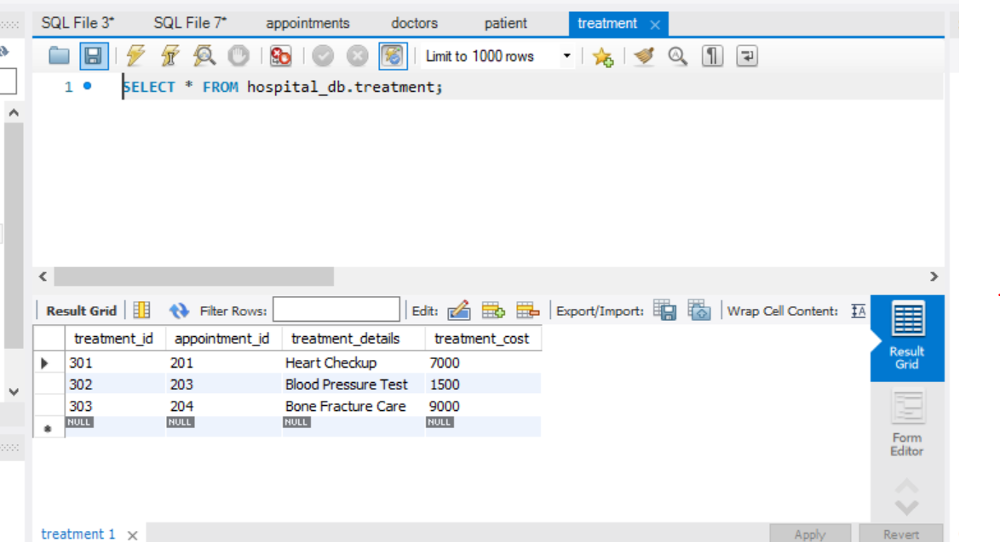 SQL File 3* SQL File 7* appointments doctors patient treatment
Limit to 1000 rows
1 SELECT * FROM hospital_db.treatment;
Result Grid Filter Rows: Edit: Export/Import: Wrap Cell Content: IA
treatment_id appointment_id treatment_details treatment_cost
301 201 Heart Checkup 7000
302 203 Blood Pressure Test 1500
303 204 Bone Fracture Care 9000
NULL NULL NULL NULL
Result
Grid
Form
Editor
treatment 1 Apply Revert